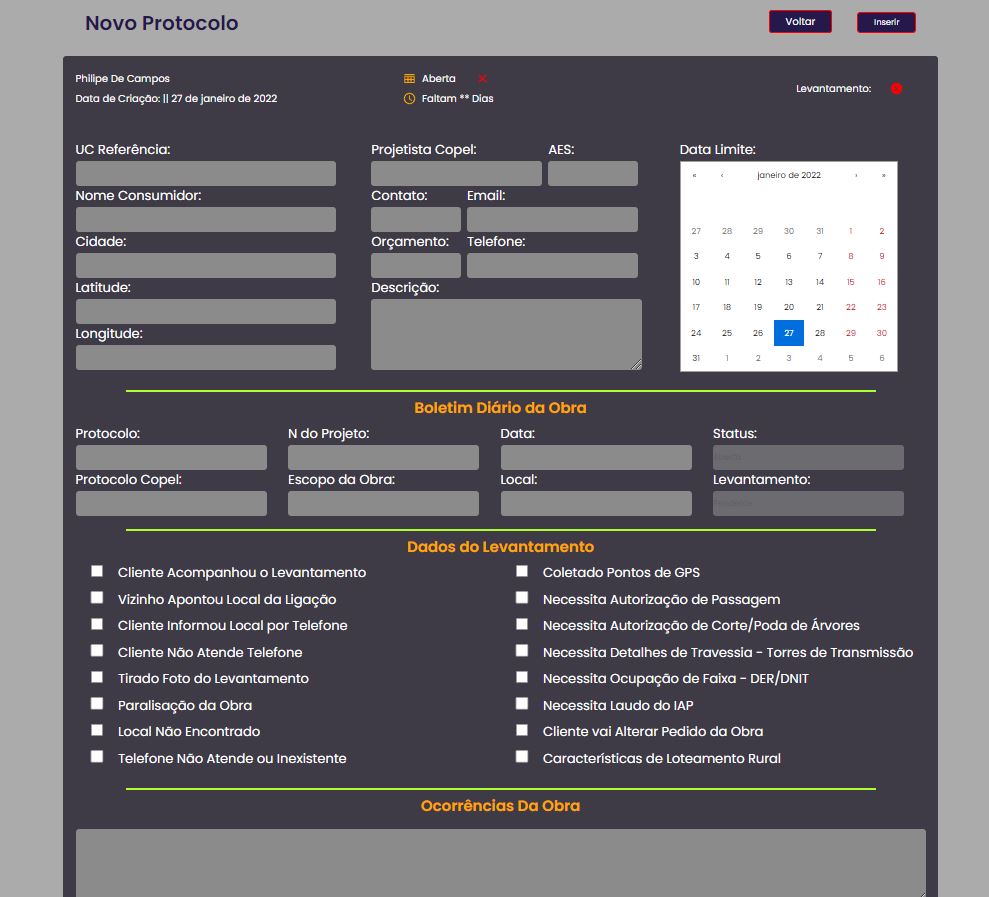 Novo Protocolo
Voltar
Inserir
Philipe De Campos
Aberta
Data de Criação: || 27 de janeiro de 2022
Faltam ** Dias
Levantamento:
UC Referência:
Projetista Copel: AES:
Data Limite:
« ‹ janeiro de 2022 › »
27 28 29 30 31 1 2
3 4 5 6 7 8 9
10 11 12 13 14 15 16
17 18 19 20 21 22 23
24 25 26 27 28 29 30
31 1 2 3 4 5 6
Nome Consumidor:
Contato: Email:
Cidade:
Orçamento: Telefone:
Latitude:
Descrição:
Longitude:
Boletim Diário da Obra
Protocolo: N do Projeto: Data: Status:
Aberta
Protocolo Copel: Escopo da Obra: Local: Levantamento:
Pendente
Dados do Levantamento
Cliente Acompanhou o Levantamento
Coletado Pontos de GPS
Vizinho Apontou Local da Ligação
Necessita Autorização de Passagem
Cliente Informou Local por Telefone
Necessita Autorização de Corte/Poda de Árvores
Cliente Não Atende Telefone
Necessita Detalhes de Travessia - Torres de Transmissão
Tirado Foto do Levantamento
Necessita Ocupação de Faixa - DER/DNIT
Paralisação da Obra
Necessita Laudo do IAP
Local Não Encontrado
Cliente vai Alterar Pedido da Obra
Telefone Não Atende ou Inexistente
Características de Loteamento Rural
Ocorrências Da Obra